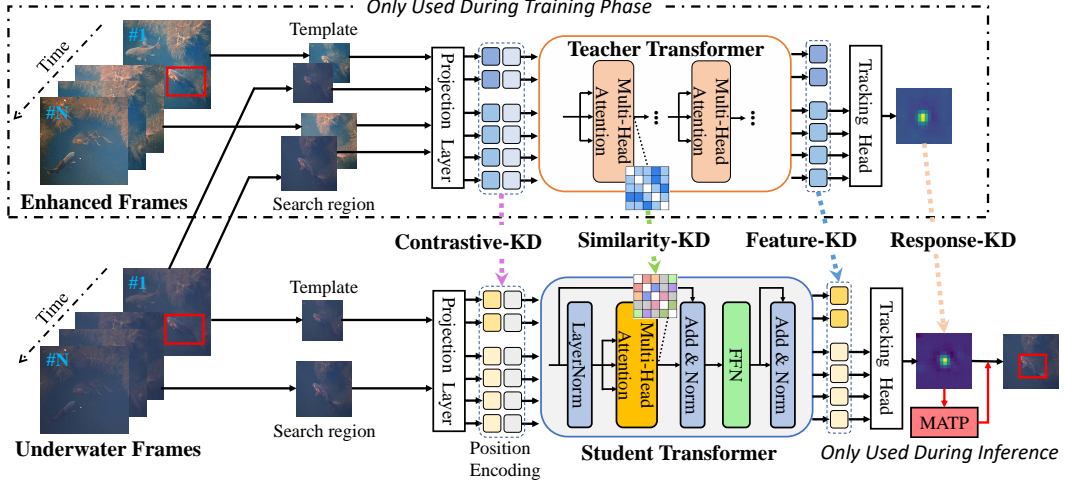 Only Used During Training Phase
Time
#1
#N
Enhanced Frames
Template
Search region
Projection Layer
Teacher Transformer
Multi-Head
Attention
Multi-Head
Attention
Tracking Head
Contrastive-KD
Similarity-KD
Feature-KD
Response-KD
Time
#1
#N
Underwater Frames
Template
Search region
Projection Layer
Position
Encoding
LayerNorm
Multi-Head
Attention
Add & Norm
FFN
Add & Norm
Student Transformer
Tracking Head
MATP
Only Used During Inference